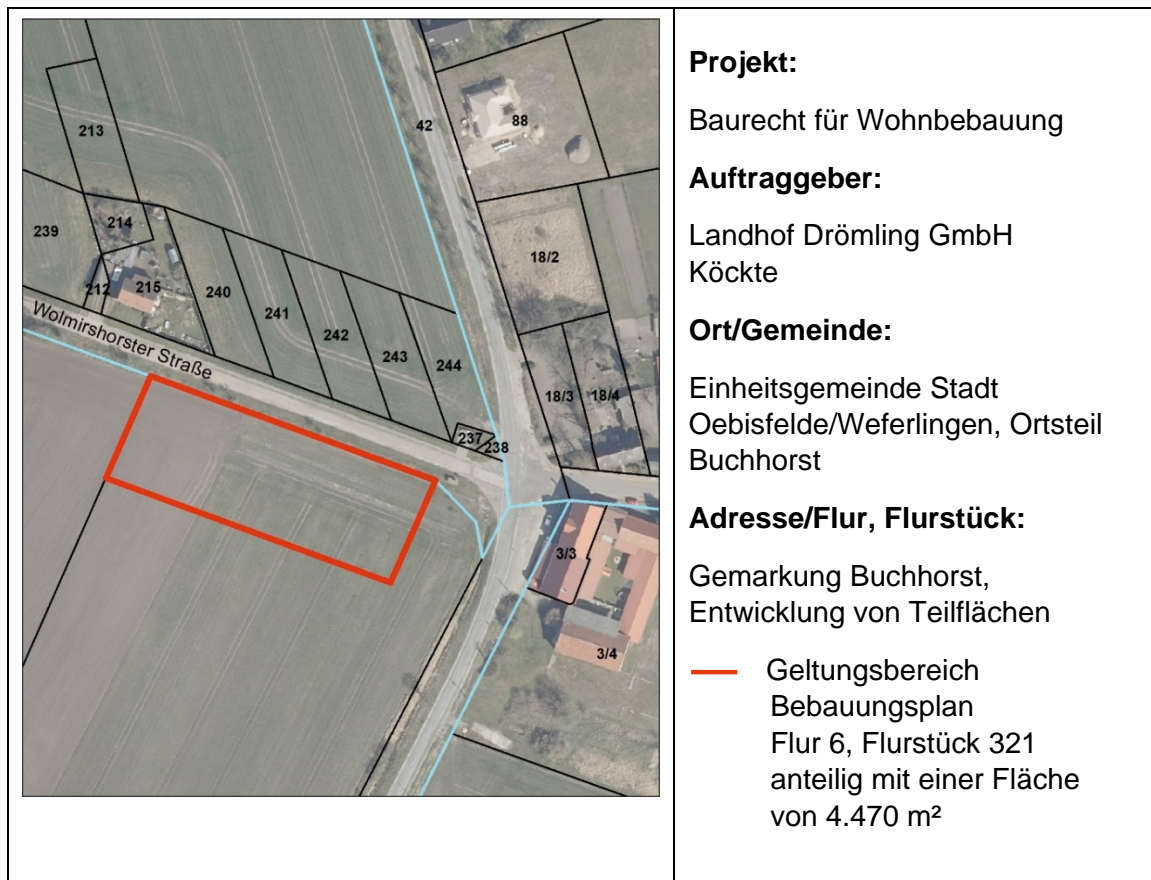 213
42
88
239
214
18/2
212
215
240
241
242
243
244
Wolmirshorster Straße
18/3
18/4
237
238
3/3
3/4
Projekt:
Baurecht für Wohnbebauung
Auftraggeber:
Landhof Drömling GmbH
Köckte
Ort/Gemeinde:
Einheitsgemeinde Stadt
Oebisfelde/Weferlingen, Ortsteil
Buchhorst
Adresse/Flur, Flurstück:
Gemarkung Buchhorst,
Entwicklung von Teilflächen
Geltungsbereich
Bebauungsplan
Flur 6, Flurstück 321
anteilig mit einer Fläche
von 4.470 m²